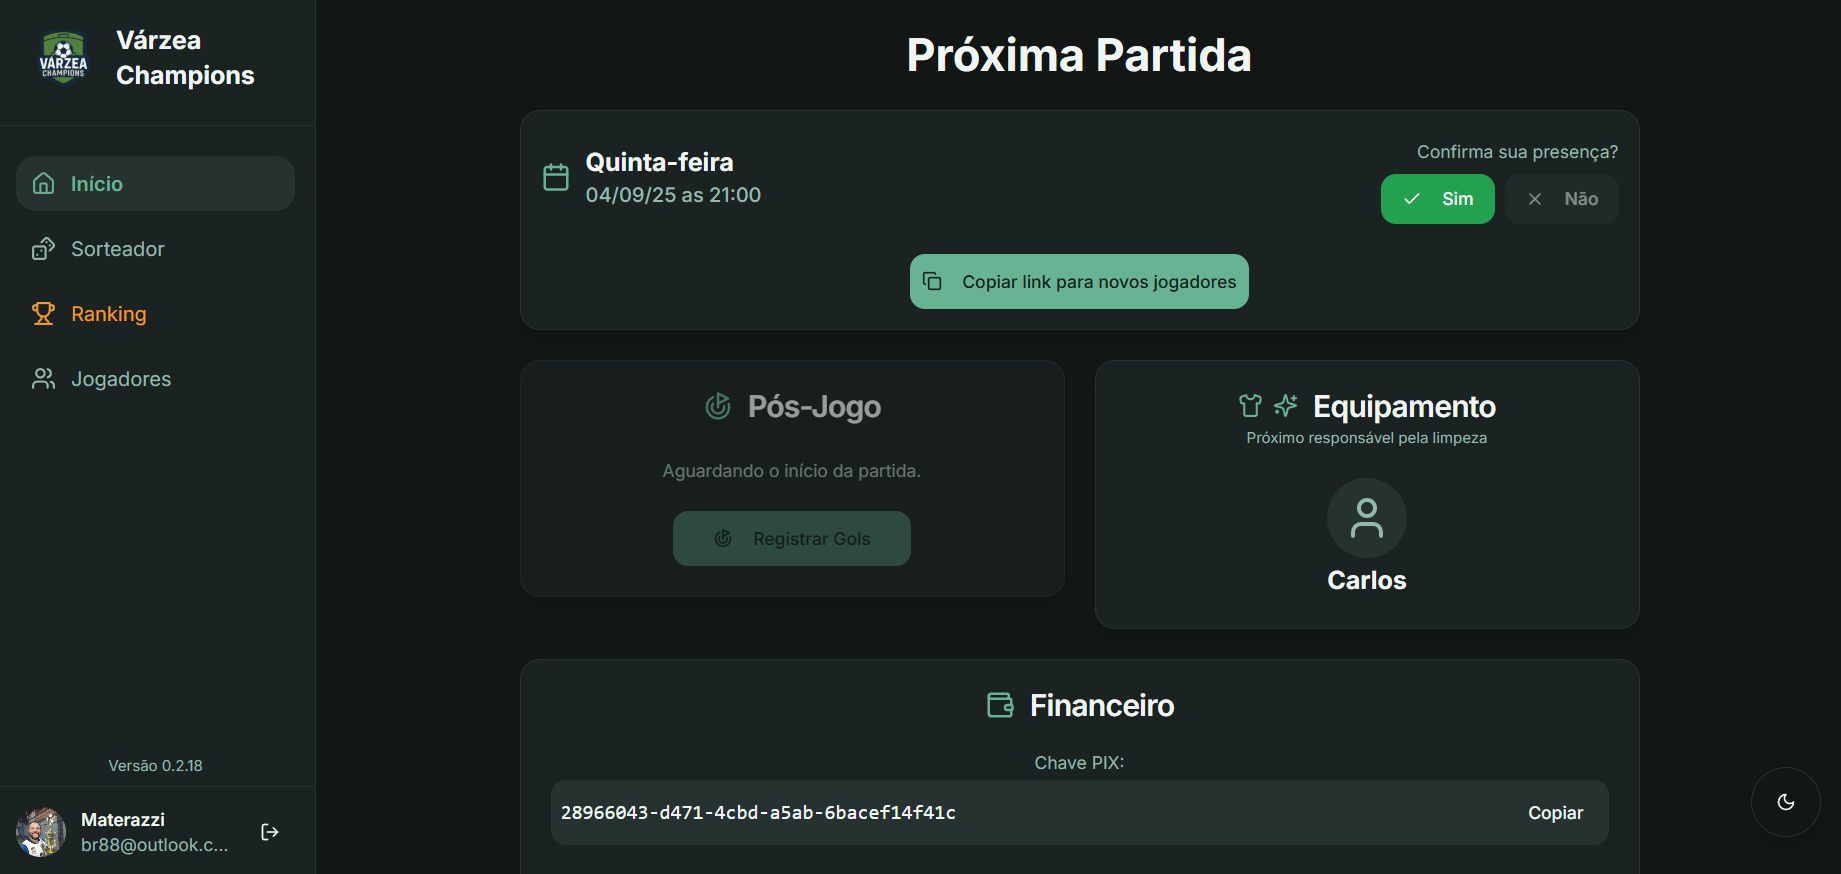 VÁRZEA
CHAMPIONS
Várzea
Champions
Início
Sorteador
Ranking
Jogadores
Versão 0.2.18
Materazzi
br88@outlook.c...
Próxima Partida
Quinta-feira
04/09/25 as 21:00
Confirma sua presença?
Sim
Não
Copiar link para novos jogadores
Pós-Jogo
Aguardando o início da partida.
Registrar Gols
Equipamento
Próximo responsável pela limpeza
Carlos
Financeiro
Chave PIX:
28966043-d471-4cbd-a5ab-6bacef14f41c
Copiar